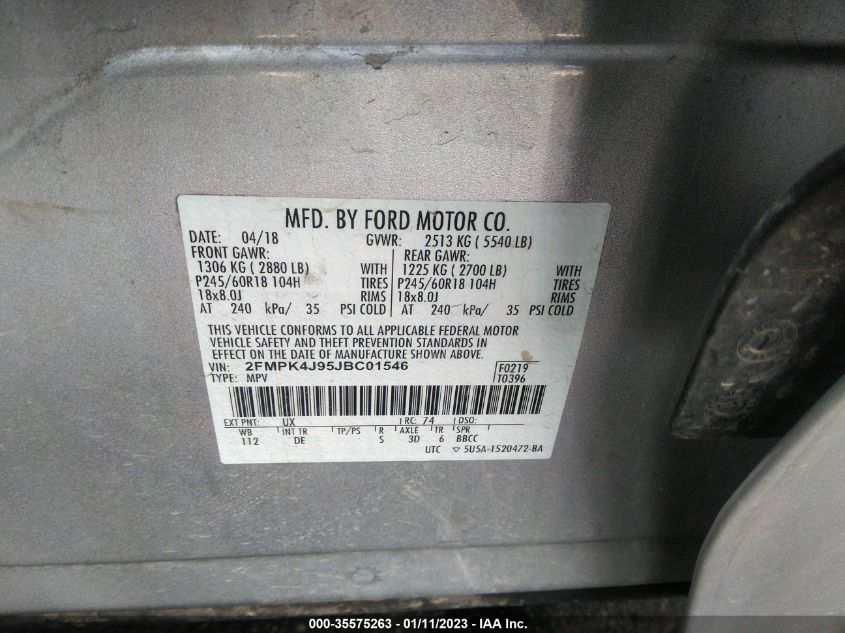 MFD. BY FORD MOTOR CO.
DATE: 04/18 GVWR: 2513 KG ( 5540 LB)
FRONT GAWR: REAR GAWR:
1306 KG ( 2880 LB) WITH 1225 KG ( 2700 LB) WITH
P245/60R18 104H TIRES P245/60R18 104H TIRES
18x8.0J RIMS 18x8.0J RIMS
AT 240 kPa/ 35 PSI COLD AT 240 kPa/ 35 PSI COLD
THIS VEHICLE CONFORMS TO ALL APPLICABLE FEDERAL MOTOR
VEHICLE SAFETY AND THEFT PREVENTION STANDARDS IN
EFFECT ON THE DATE OF MANUFACTURE SHOWN ABOVE.
VIN: 2FMPK4J95JBC01546 F0219
TYPE: MPV T0396
EXT PNT: UX RC: 74 DSO:
WB INT TR TP/PS R AXLE TR SPR
112 DE S 3D 6 BBCC
UTC ▽ 5U5A-1520472-BA
000-35575263 - 01/11/2023 - IAA Inc.